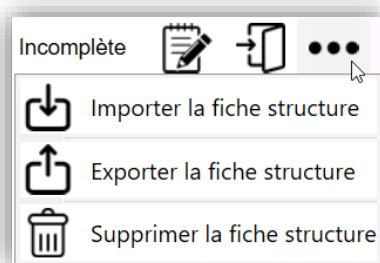 Incomplète
Importer la fiche structure
Exporter la fiche structure
Supprimer la fiche structure